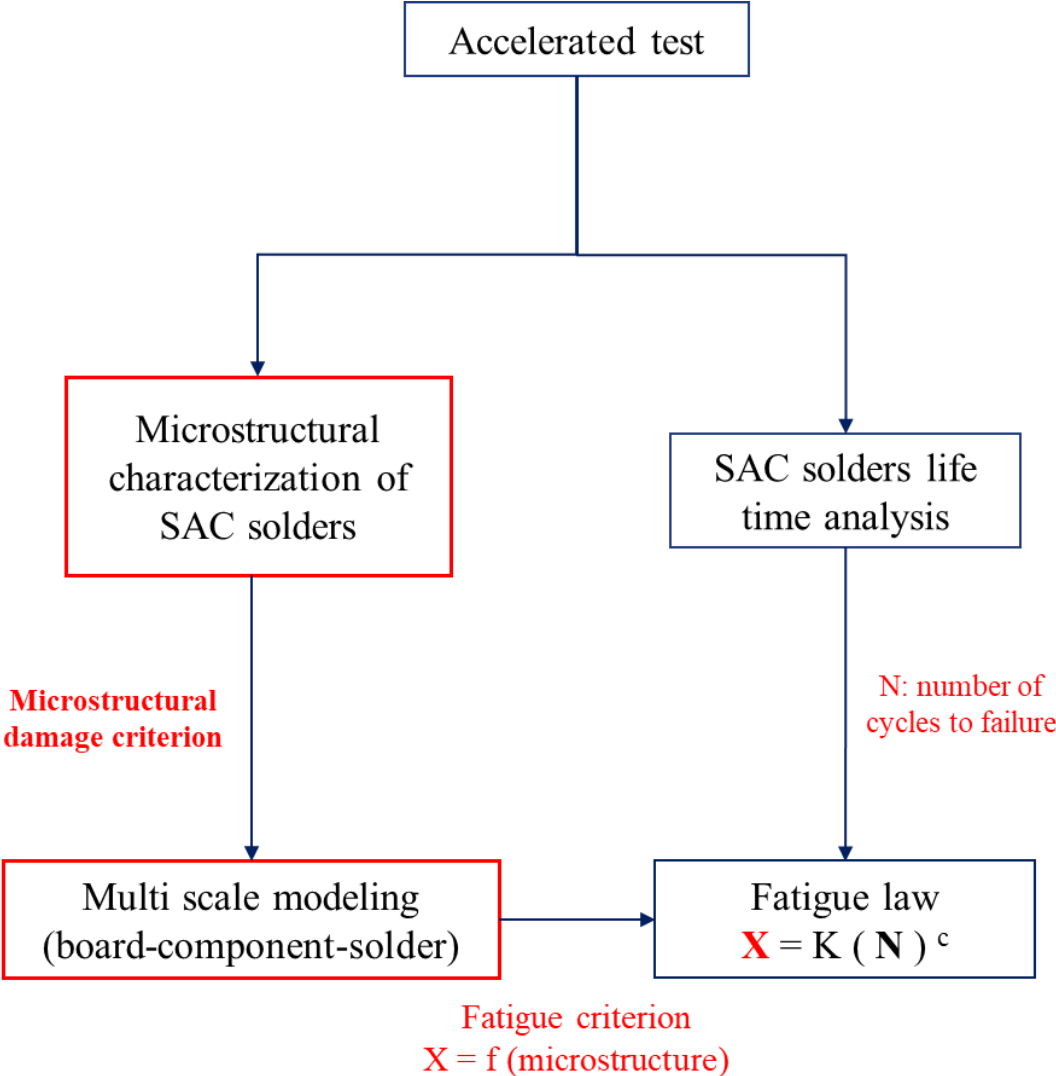 Accelerated test
Microstructural
characterization of
SAC solders
SAC solders life
time analysis
Microstructural
damage criterion
N: number of
cycles to failure
Multi scale modeling
(board-component-solder)
Fatigue law
X = K ( N ) c
Fatigue criterion
X = f (microstructure)